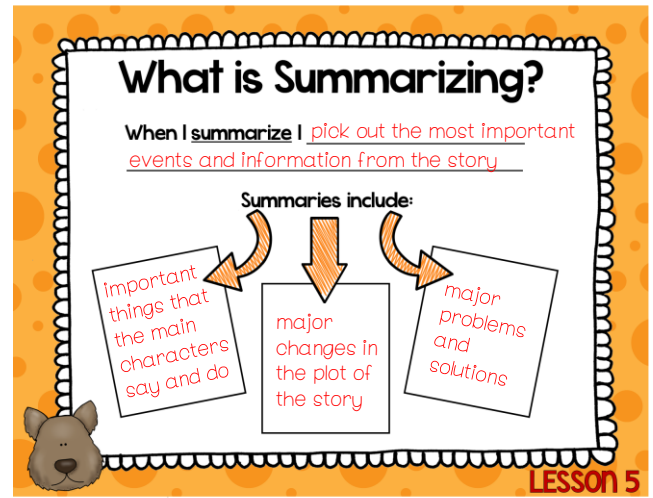 What is Summarizing?
When I summarize I pick out the most important
events and information from the story
Summaries include:
important
things that
the main
characters
say and do
major
changes in
the plot of
the story
major
problems
and
solutions
LESSON 5